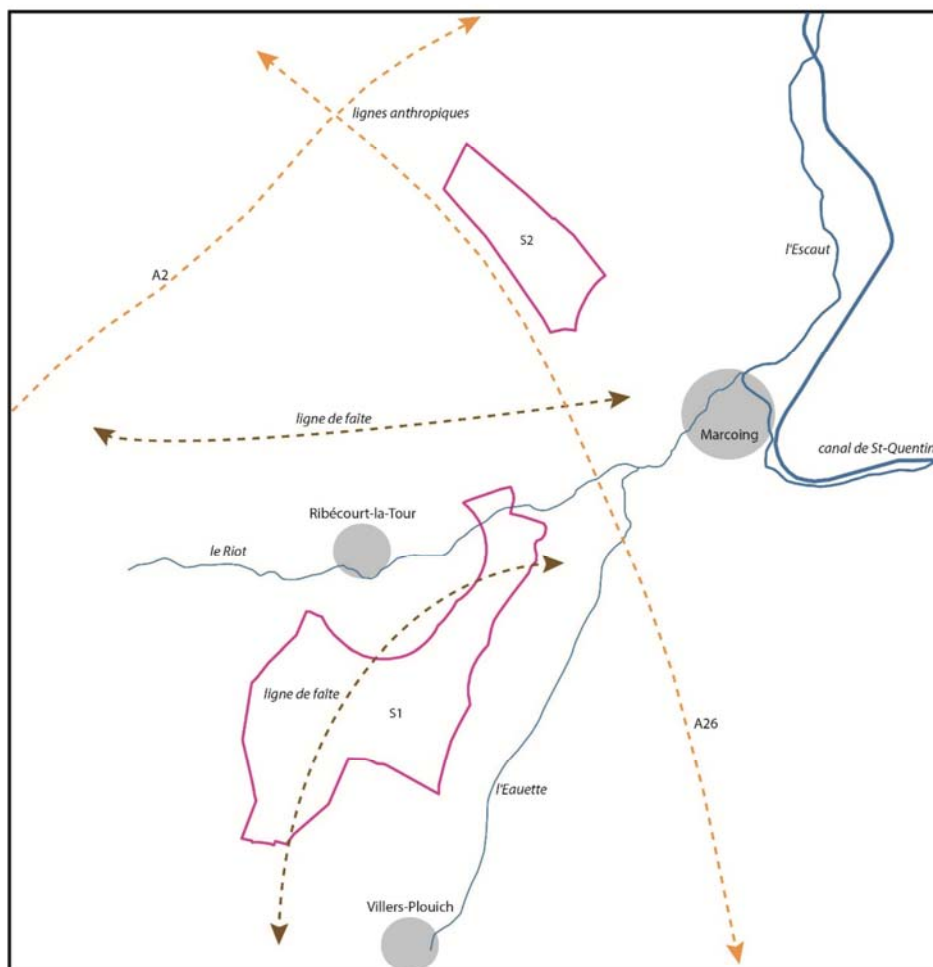 lignes anthropiques
S2
l'Escaut
A2
ligne de faîte
Marcoing
canal de St-Quentin
Ribécourt-la-Tour
le Riot
ligne de faîte
S1
A26
l'Eauette
Villers-Plouich